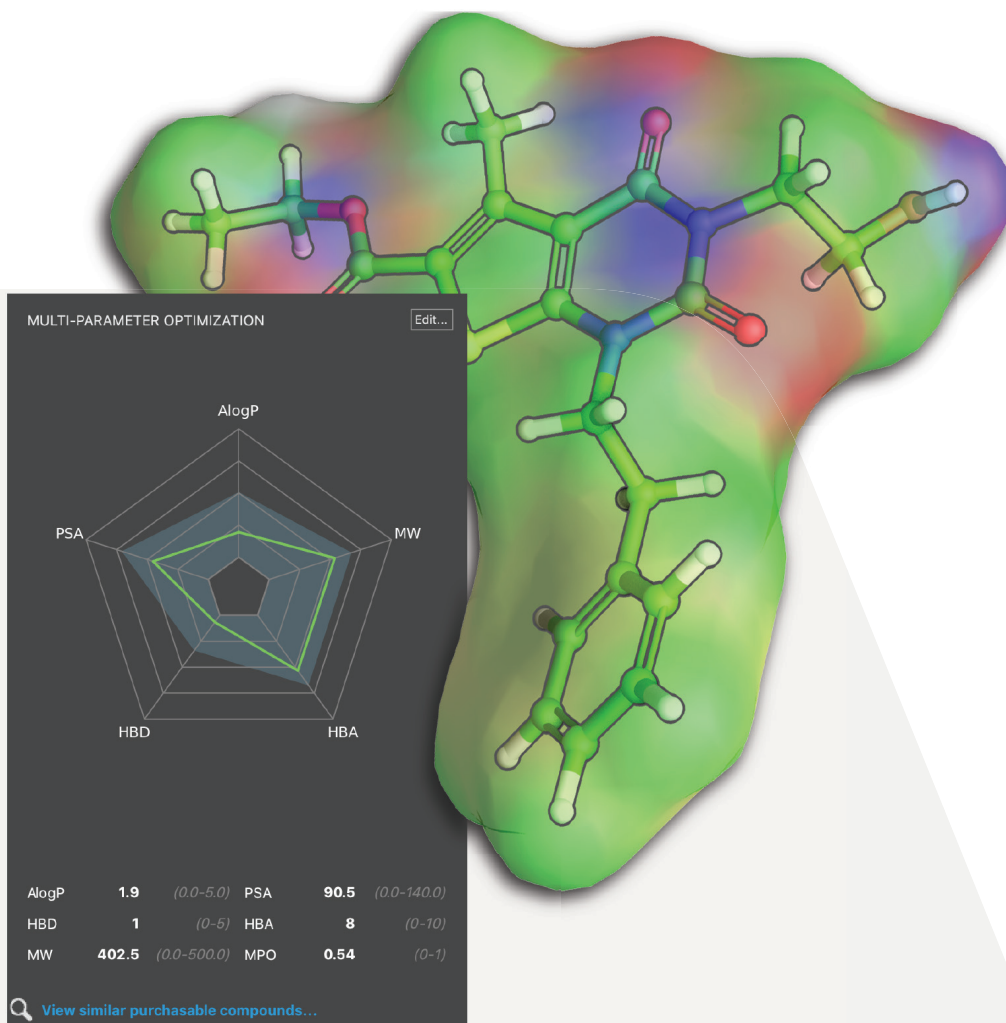 MULTI-PARAMETER OPTIMIZATION Edit...
AlogP
PSA MW
HBD HBA
AlogP 1.9 (0.0-5.0) PSA 90.5 (0.0-140.0)
HBD 1 (0-5) HBA 8 (0-10)
MW 402.5 (0.0-500.0) MPO 0.54 (0-1)
View similar purchasable compounds...